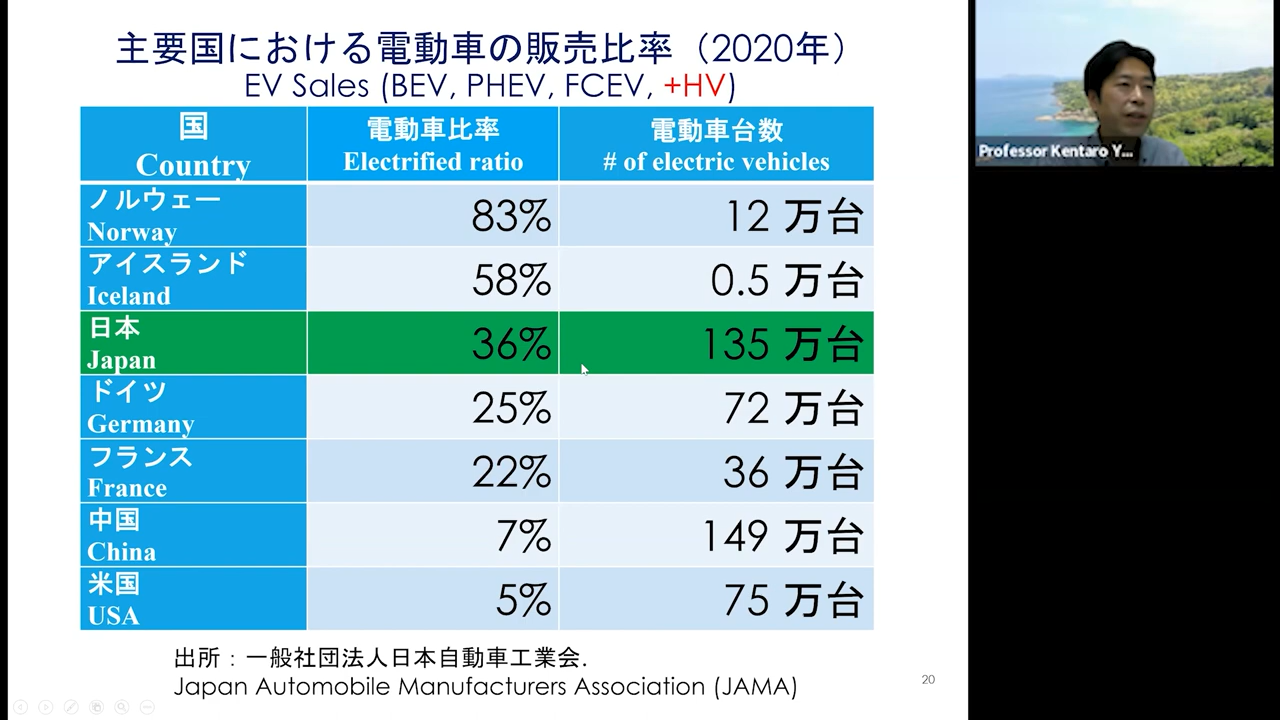 主要国における電動車の販売比率（2020年）
EV Sales (BEV, PHEV, FCEV, +HV)
国 電動車比率 電動車台数
Country Electrified ratio # of electric vehicles
ノルウェー
Norway 83% 12 万台
アイスランド
Iceland 58% 0.5 万台
日本
Japan 36% 135 万台
ドイツ
Germany 25% 72 万台
フランス
France 22% 36 万台
中国
China 7% 149 万台
米国
USA 5% 75 万台
出所：一般社団法人日本自動車工業会.
Japan Automobile Manufacturers Association (JAMA)
20
Professor Kentaro Y...